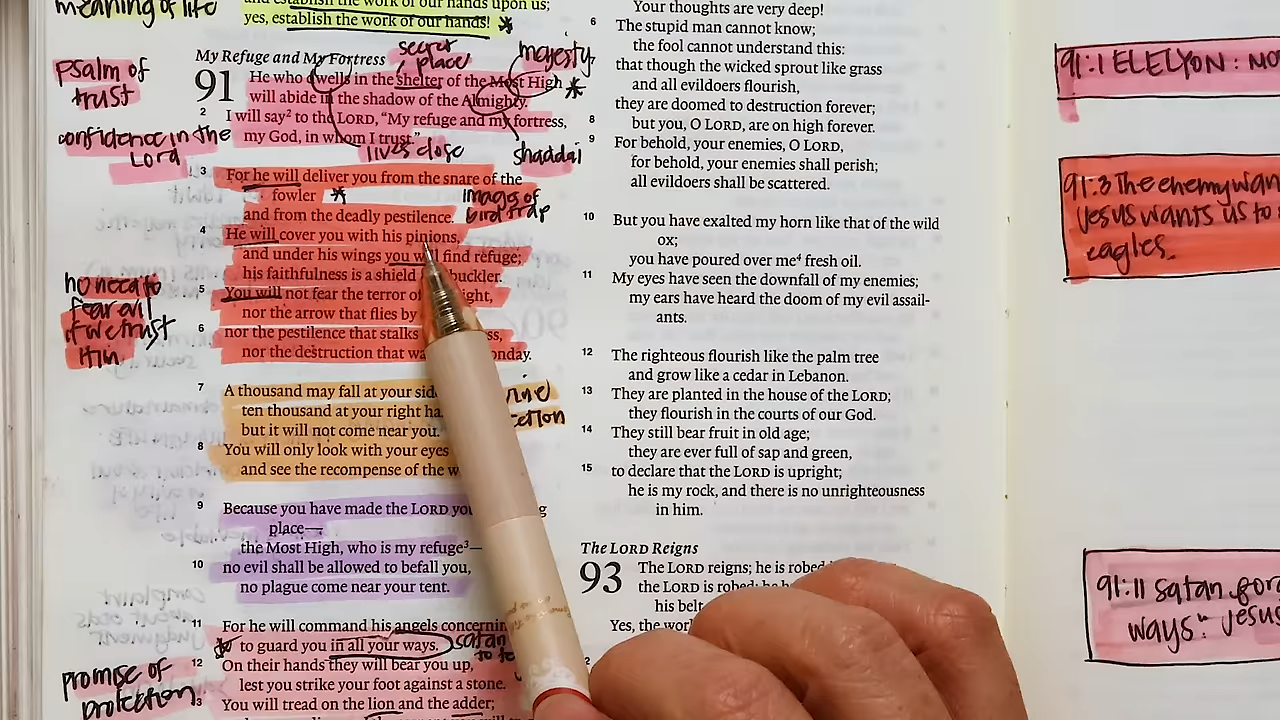 meaning of life
and establish the work of our hands upon us;
yes, establish the work of our hands!
My Refuge and My Fortress
secret place
majesty
psalm of trust
91 He who dwells in the shelter of the Most High
will abide in the shadow of the Almighty.
2 I will say² to the LORD, “My refuge and my fortress,
my God, in whom I trust.”
confidence in the Lord
lives close
shaddai
3 For he will deliver you from the snare of the
fowler
images of bird trap
and from the deadly pestilence.
4 He will cover you with his pinions,
and under his wings you will find refuge;
his faithfulness is a shield buckler.
no need to fear evil if we trust Him.
5 You will not fear the terror of ight,
nor the arrow that flies by
6 nor the pestilence that stalks ss,
nor the destruction that wa onday.
7 A thousand may fall at your sid
ten thousand at your right ha
but it will not come near you.
8 You will only look with your eyes
and see the recompense of the w
9 Because you have made the LORD you g
place—
the Most High, who is my refuge³—
10 no evil shall be allowed to befall you,
no plague come near your tent.
11 For he will command his angels concernin
to guard you in all your ways.
satan
12 On their hands they will bear you up,
lest you strike your foot against a stone.
promise of protection
13 You will tread on the lion and the adder;
Your thoughts are very deep!
6 The stupid man cannot know;
the fool cannot understand this:
that though the wicked sprout like grass
and all evildoers flourish,
they are doomed to destruction forever;
8 but you, O LORD, are on high forever.
9 For behold, your enemies, O LORD,
for behold, your enemies shall perish;
all evildoers shall be scattered.
10 But you have exalted my horn like that of the wild
ox;
you have poured over me⁴ fresh oil.
11 My eyes have seen the downfall of my enemies;
my ears have heard the doom of my evil assail-
ants.
12 The righteous flourish like the palm tree
and grow like a cedar in Lebanon.
13 They are planted in the house of the LORD;
they flourish in the courts of our God.
14 They still bear fruit in old age;
they are ever full of sap and green,
15 to declare that the LORD is upright;
he is my rock, and there is no unrighteousness
in him.
The LORD Reigns
93 The LORD reigns; he is robed
the LORD is robed;
his belt
Yes, the worl
91:1 ELELYON: MO
91:3 The enemy wan
Jesus wants us to
eagles.
91:11 Satan
ways: Jesus